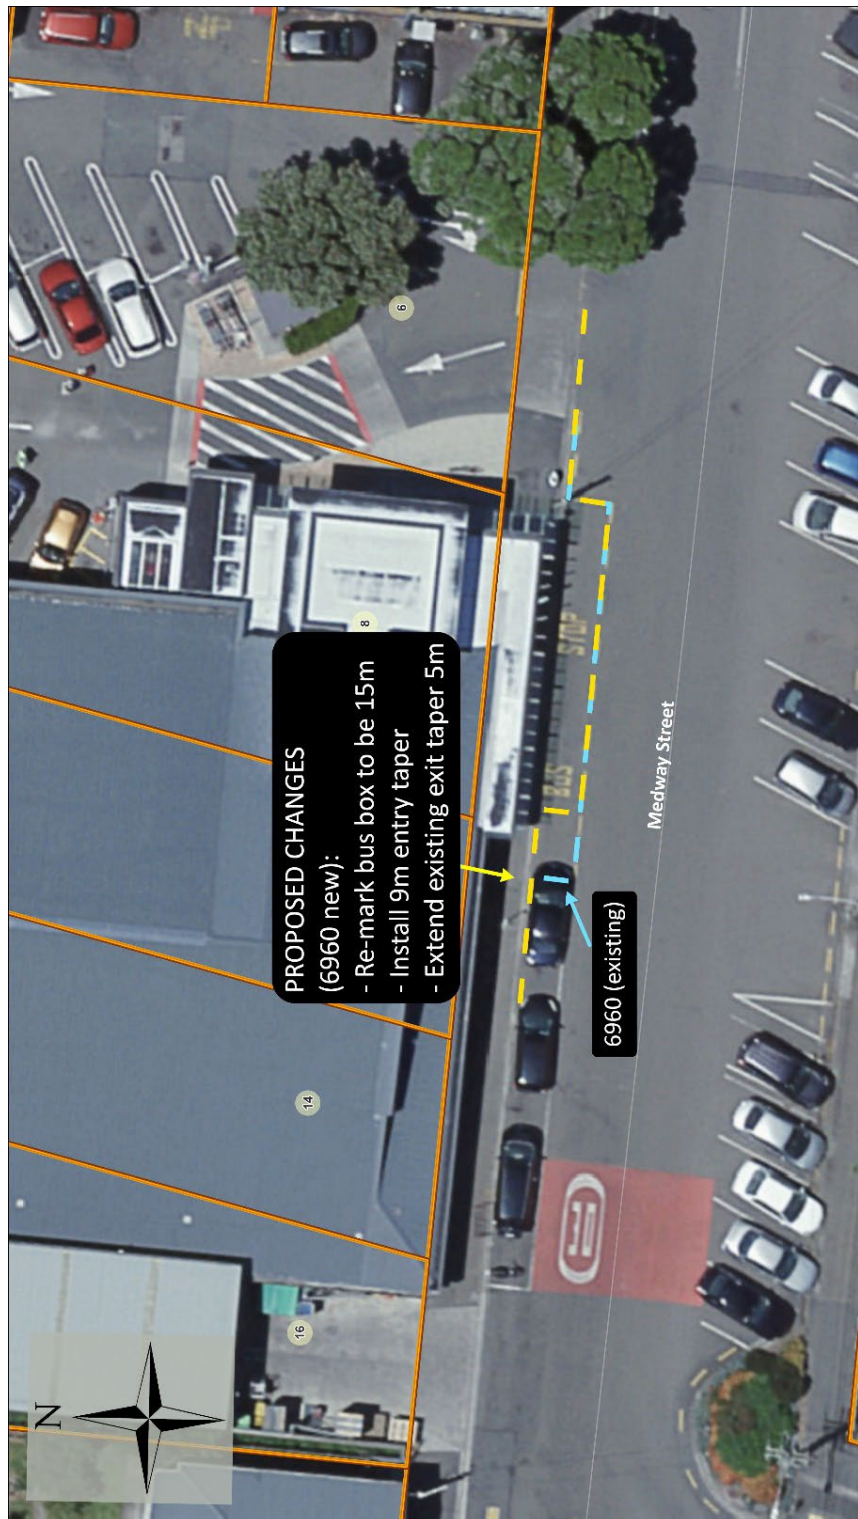 PROPOSED CHANGES
(6960 new):
- Re-mark bus box to be 15m
- Install 9m entry taper
- Extend existing exit taper 5m
6960 (existing)
Medway Street
BUS
STOP
6
8
14
16
N